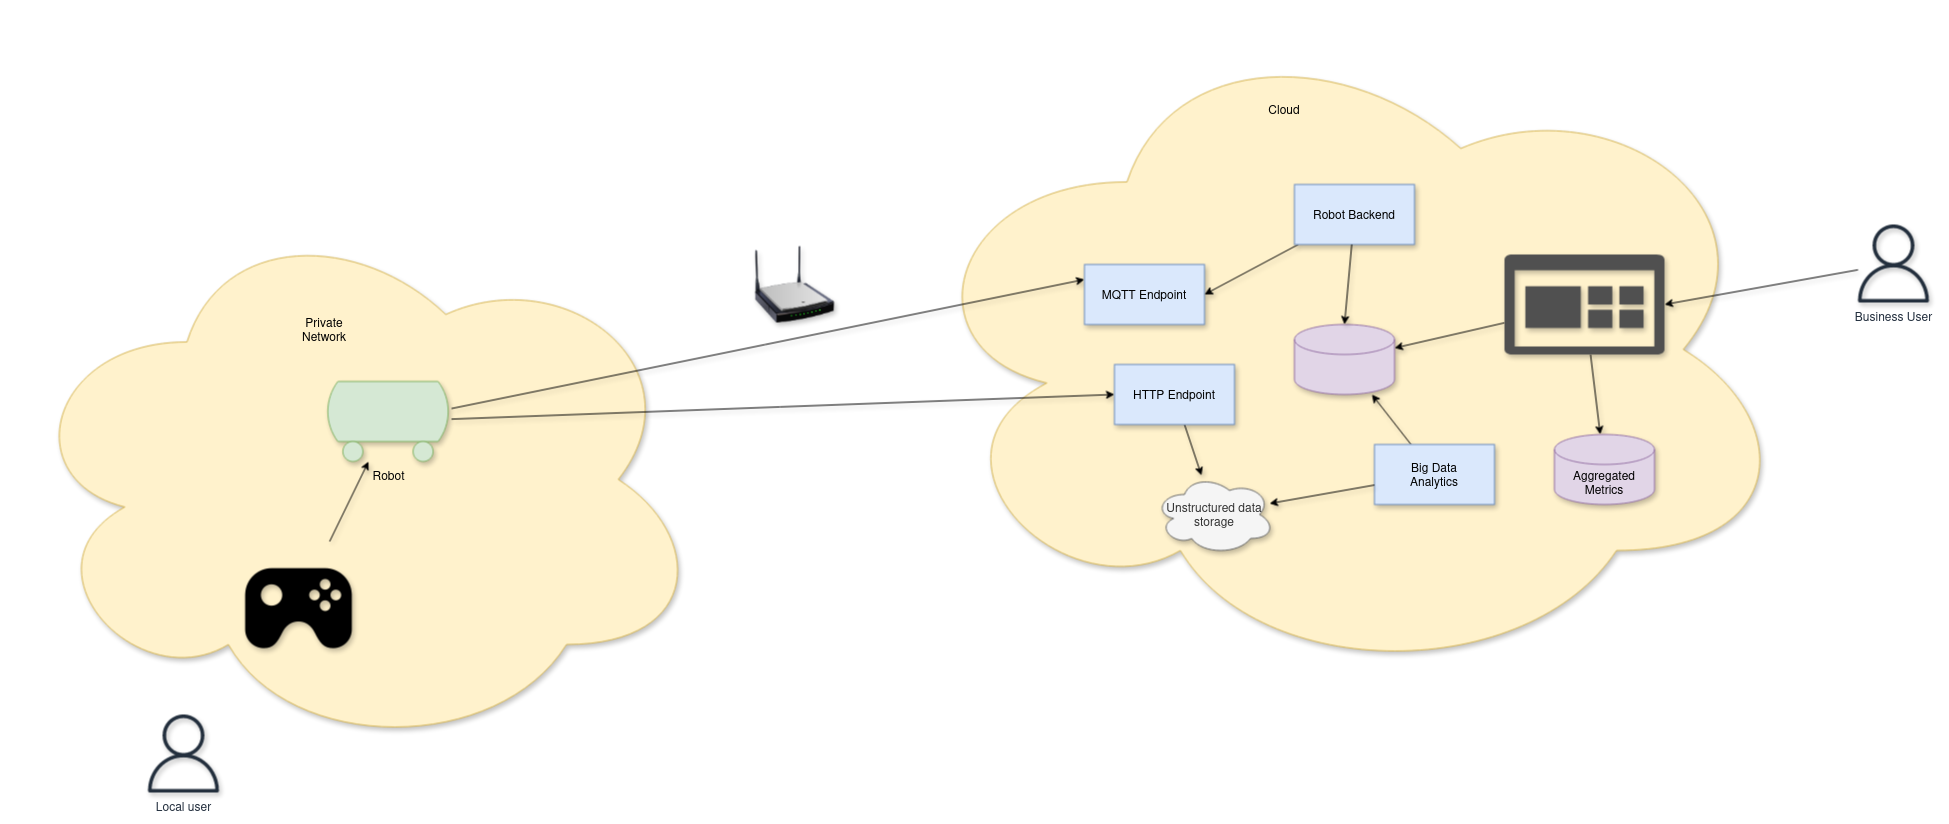 Cloud
Robot Backend
MQTT Endpoint
Business User
Private
Network
HTTP Endpoint
Robot
Big Data
Analytics
Aggregated
Metrics
Unstructured data
storage
Local user